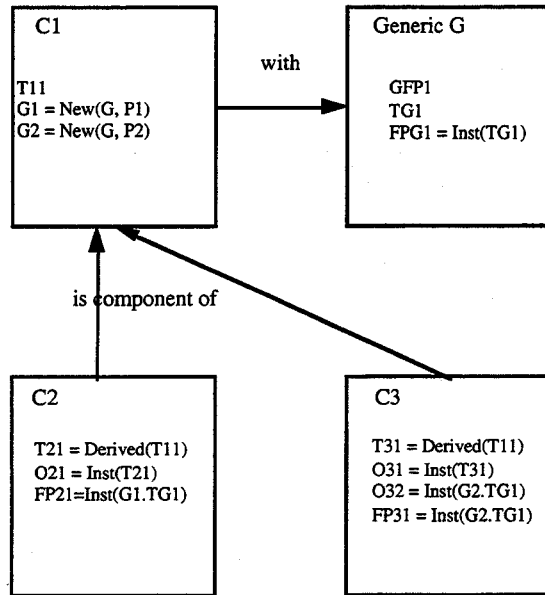 C1
T11
G1 = New(G, P1)
G2 = New(G, P2)
with
Generic G
GFP1
TG1
FPG1 = Inst(TG1)
is component of
C2
T21 = Derived(T11)
O21 = Inst(T21)
FP21=Inst(G1.TG1)
C3
T31 = Derived(T11)
O31 = Inst(T31)
O32 = Inst(G2.TG1)
FP31 = Inst(G2.TG1)